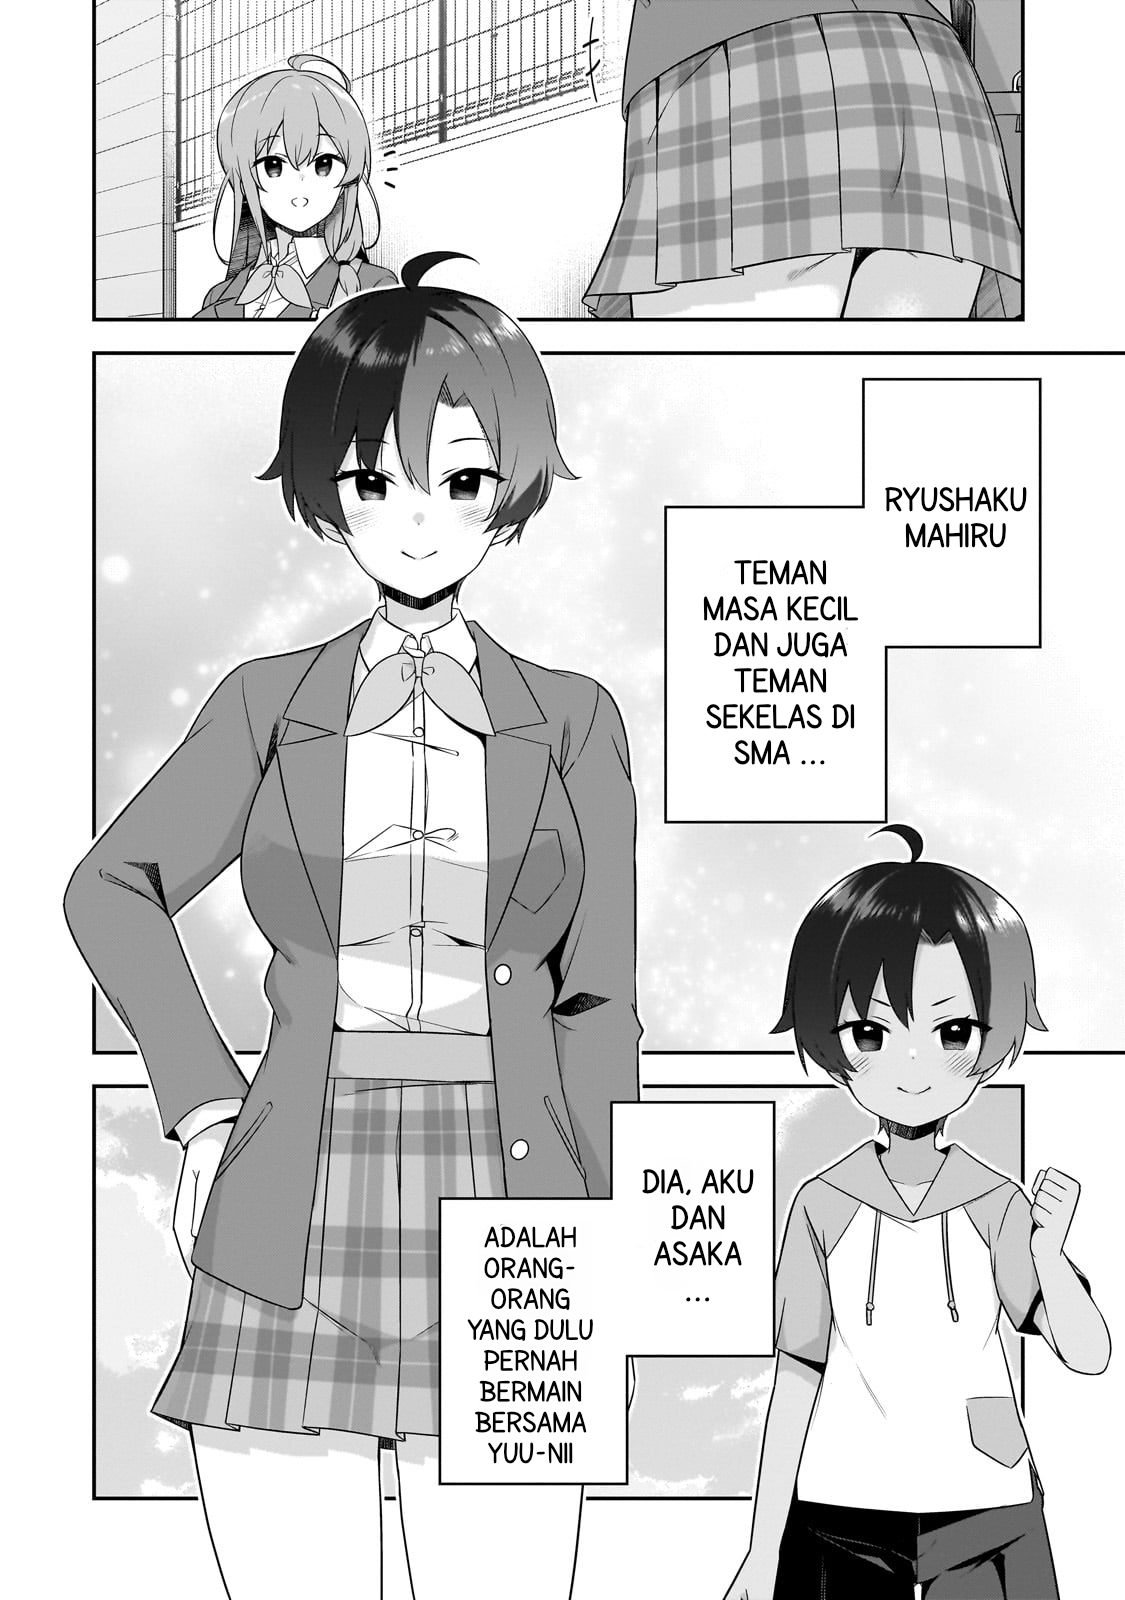 RYUSHAKU
MAHIRU
TEMAN
MASA KECIL
DAN JUGA
TEMAN
SEKELAS DI
SMA ...
DIA, AKU
DAN
ASAKA
...
ADALAH
ORANG-
ORANG
YANG DULU
PERNAH
BERMAIN
BERSAMA
YUU-NII